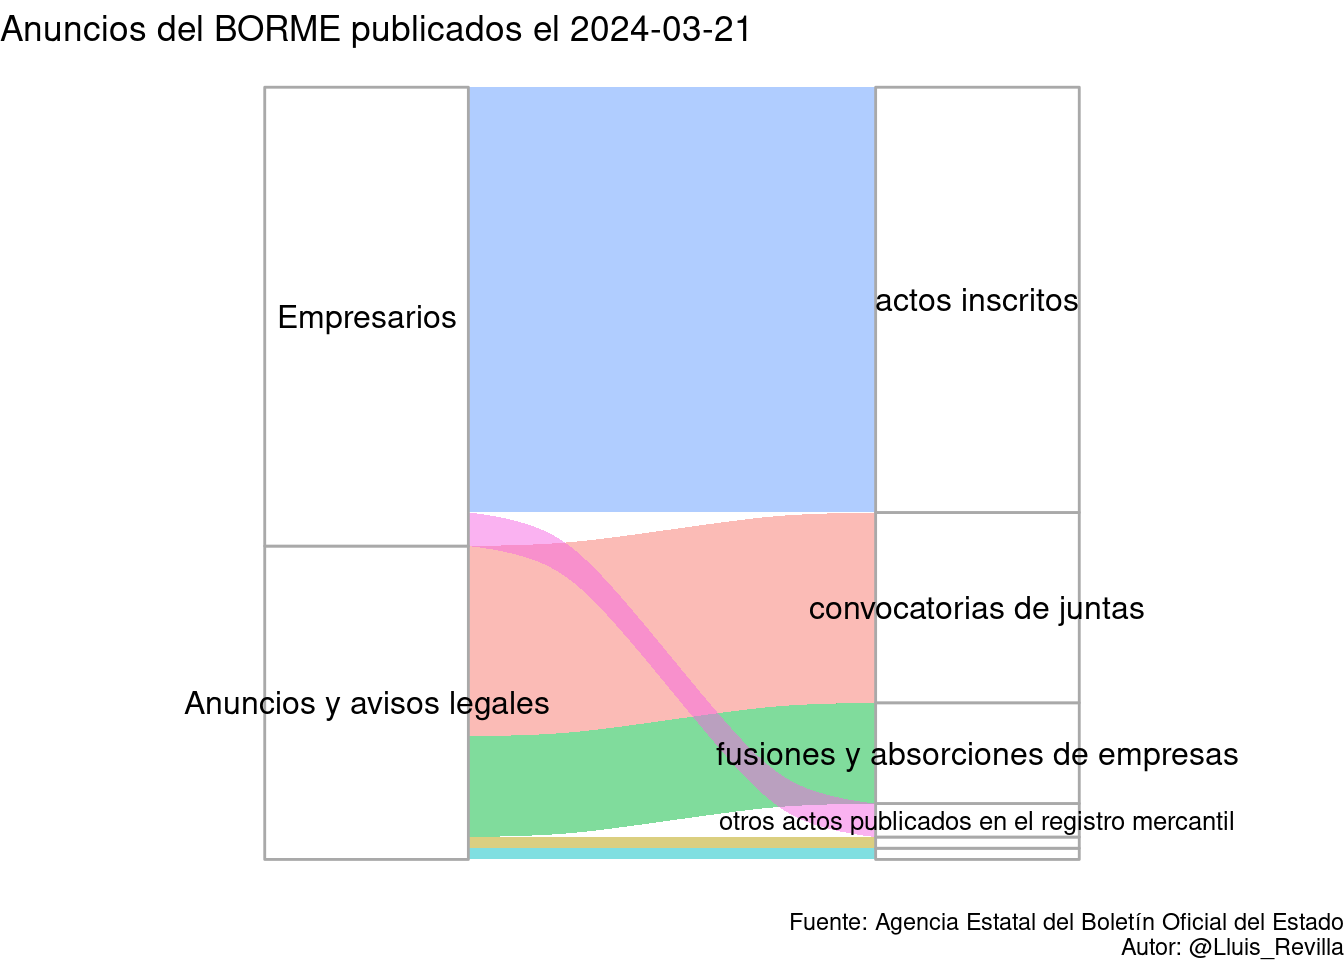 Anuncios del BORME publicados el 2024-03-21
Empresarios
actos inscritos
convocatorias de juntas
Anuncios y avisos legales
fusiones y absorciones de empresas
otros actos publicados en el registro mercantil
Fuente: Agencia Estatal del Boletín Oficial del Estado
Autor: @Lluis_Revilla